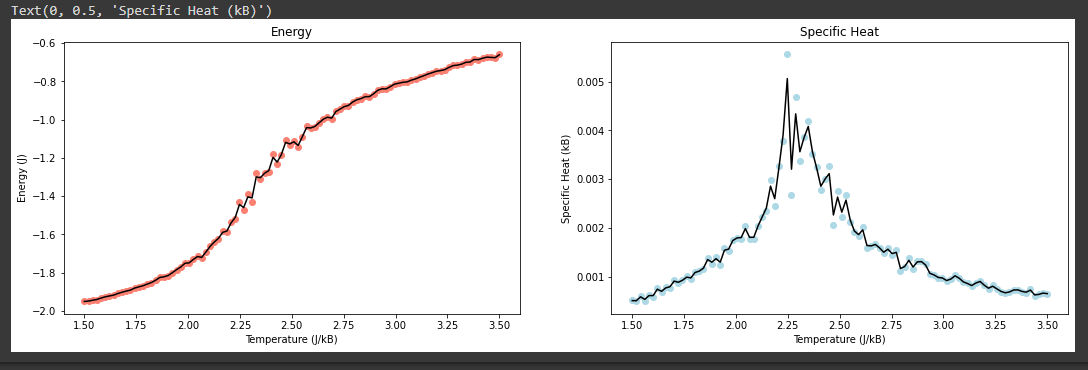 Text(0, 0.5, 'Specific Heat (kB)')
Energy
−0.6
−0.8
−1.0
−1.2
−1.4
−1.6
−1.8
−2.0
Energy (J)
1.50 1.75 2.00 2.25 2.50 2.75 3.00 3.25 3.50
Temperature (J/kB)
Specific Heat
0.005
0.004
0.003
0.002
0.001
Specific Heat (kB)
1.50 1.75 2.00 2.25 2.50 2.75 3.00 3.25 3.50
Temperature (J/kB)